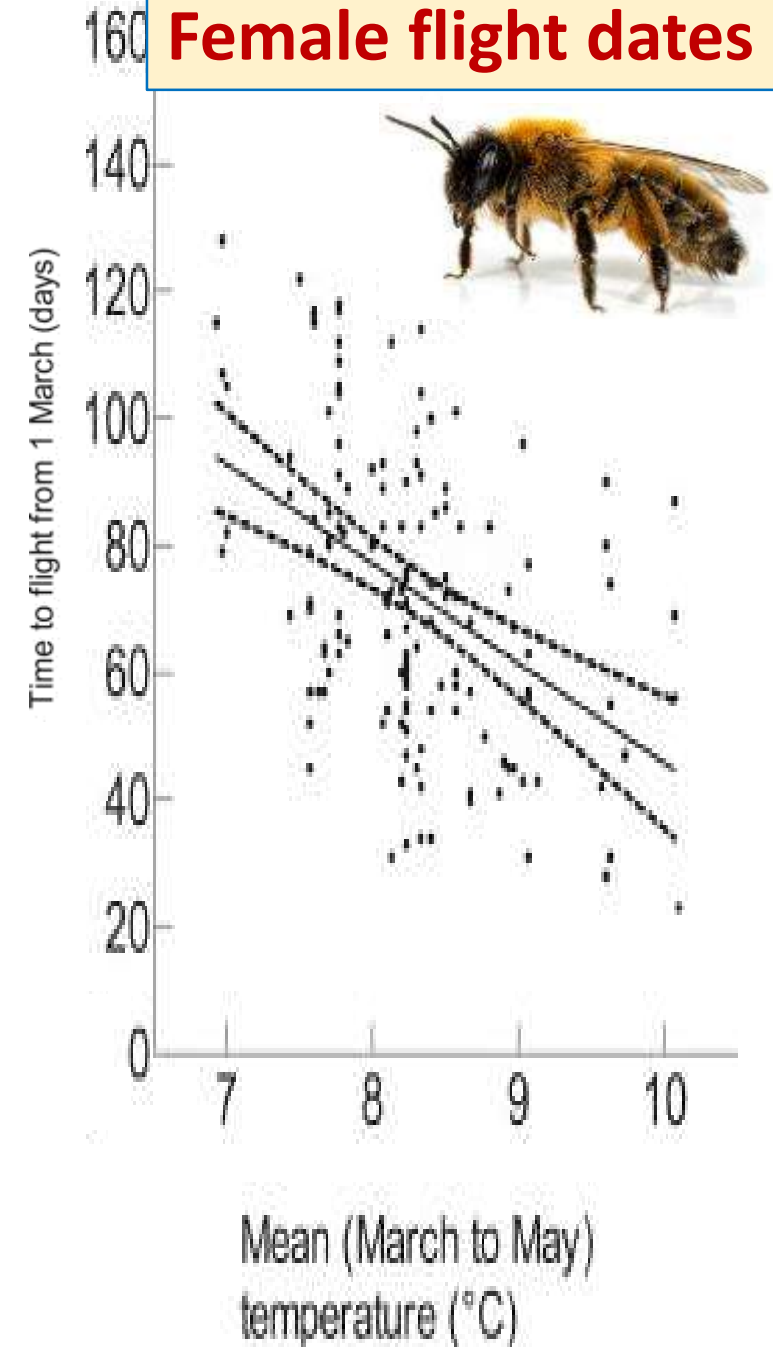 Female flight dates
160
140
120
100
80
60
40
20
0
Time to flight from 1 March (days)
7 8 9 10
Mean (March to May)
temperature (°C)